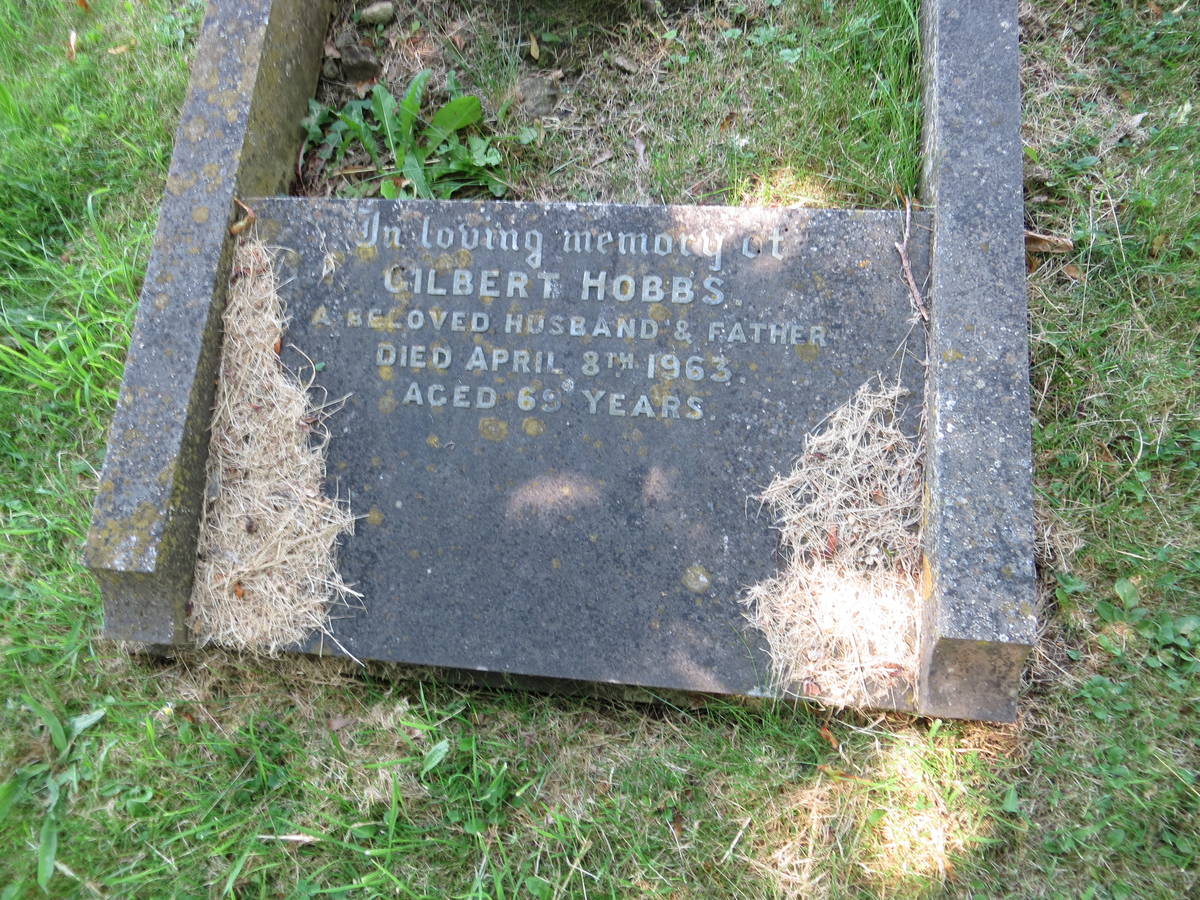 In loving memory of
GILBERT HOBBS.
A BELOVED HUSBAND & FATHER
DIED APRIL 8TH 1963.
AGED 69 YEARS.